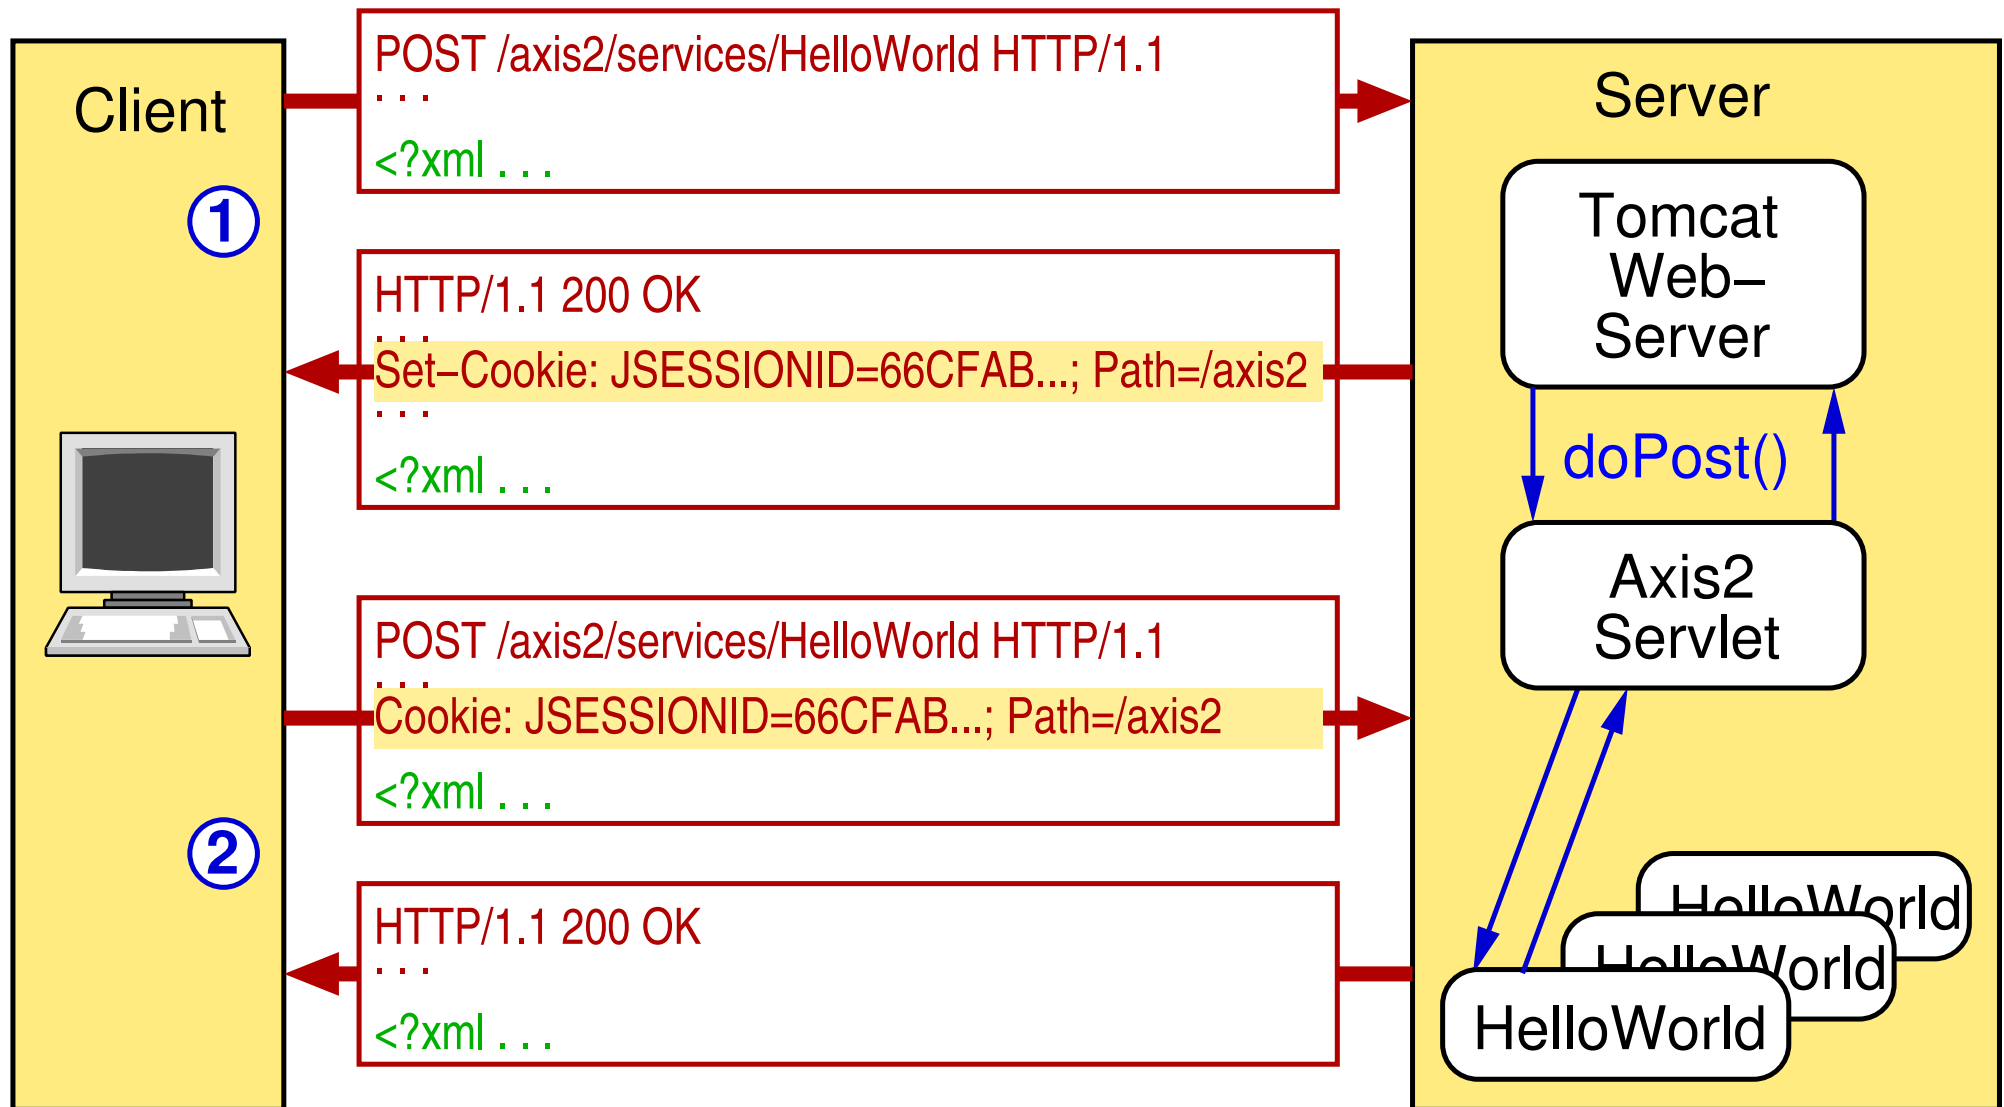 Client
①
②
POST /axis2/services/HelloWorld HTTP/1.1
. . .
<?xml . . .
HTTP/1.1 200 OK
. . .
Set–Cookie: JSESSIONID=66CFAB...; Path=/axis2
. . .
<?xml . . .
POST /axis2/services/HelloWorld HTTP/1.1
. . .
Cookie: JSESSIONID=66CFAB...; Path=/axis2
<?xml . . .
HTTP/1.1 200 OK
. . .
<?xml . . .
Server
Tomcat
Web–
Server
doPost()
Axis2
Servlet
HelloWorld
HelloWorld
HelloWorld